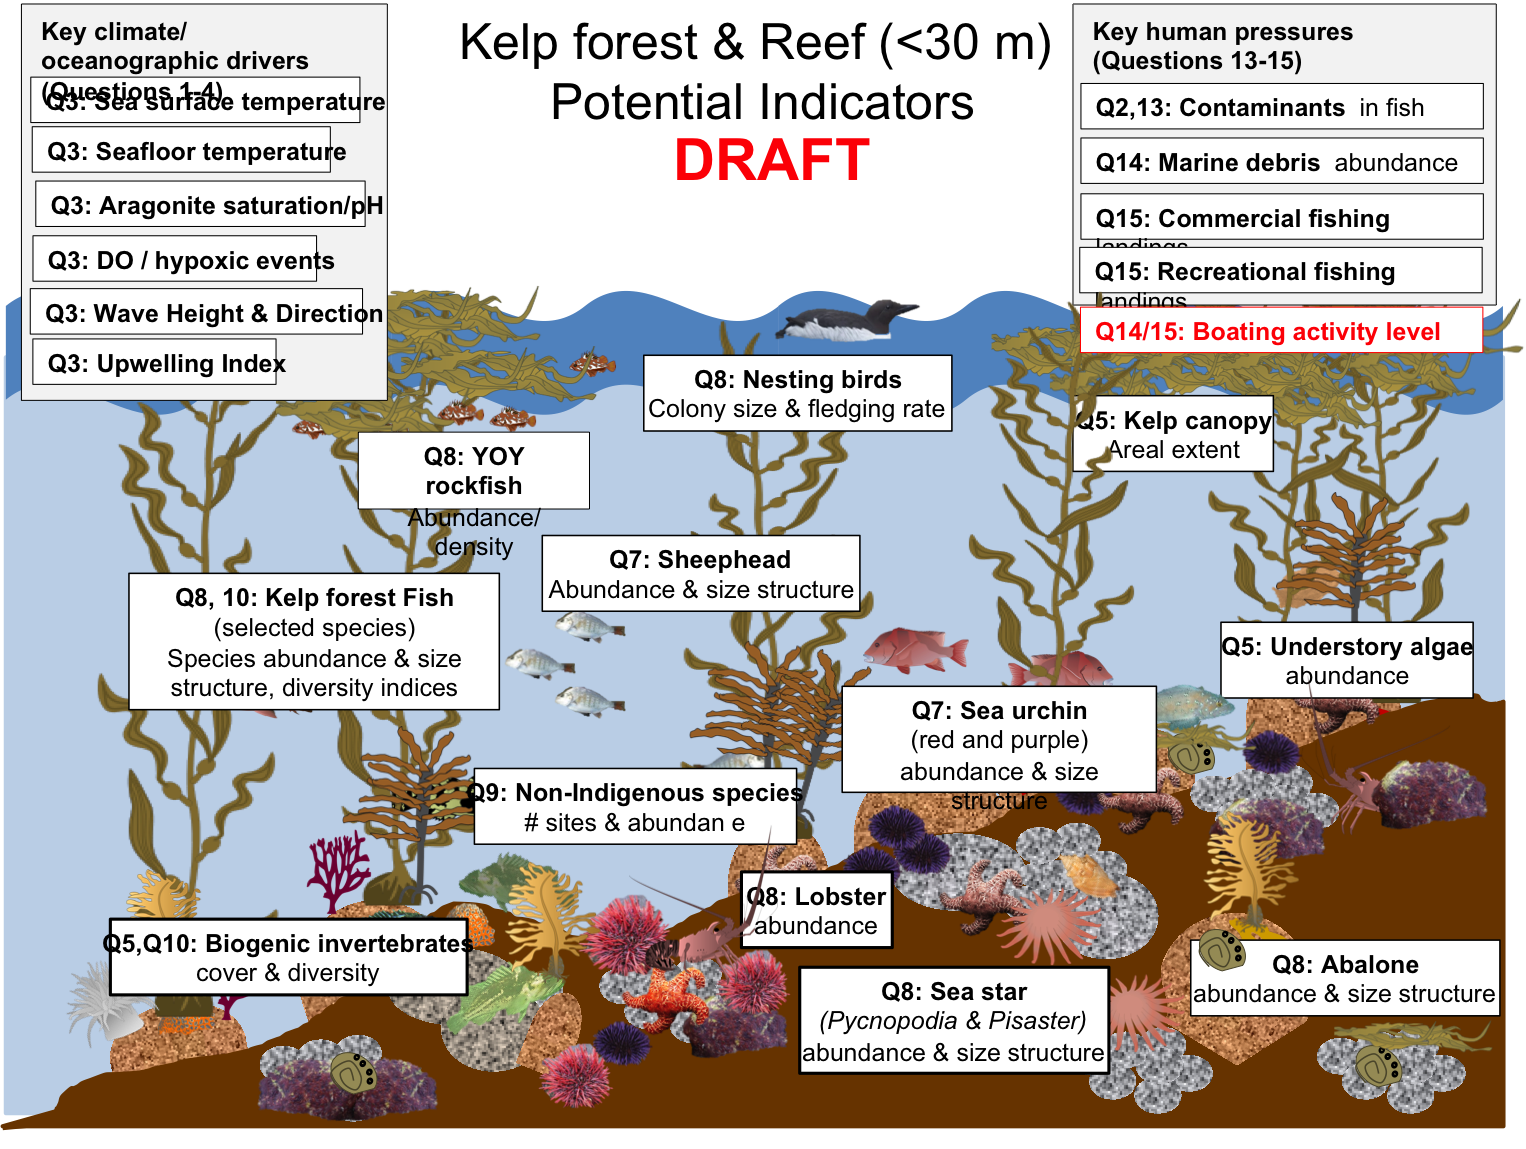 Key climate/
oceanographic drivers
(Questions 1-4)
Q3: Sea surface temperature
Q3: Seafloor temperature
Q3: Aragonite saturation/pH
Q3: DO / hypoxic events
Q3: Wave Height & Direction
Q3: Upwelling Index
Kelp forest & Reef (<30 m)
Potential Indicators
DRAFT
Key human pressures
(Questions 13-15)
Q2,13: Contaminants in fish
Q14: Marine debris abundance
Q15: Commercial fishing
landings
Q15: Recreational fishing
landings
Q14/15: Boating activity level
Q8: Nesting birds
Colony size & fledging rate
Q5: Kelp canopy
Areal extent
Q8: YOY
rockfish
Abundance/
density
Q7: Sheephead
Abundance & size structure
Q8, 10: Kelp forest Fish
(selected species)
Species abundance & size
structure, diversity indices
Q5: Understory algae
abundance
Q7: Sea urchin
(red and purple)
abundance & size
structure
Q9: Non-Indigenous species
# sites & abundan e
Q8: Lobster
abundance
Q5,Q10: Biogenic invertebrates
cover & diversity
Q8: Sea star
(Pycnopodia & Pisaster)
abundance & size structure
Q8: Abalone
abundance & size structure